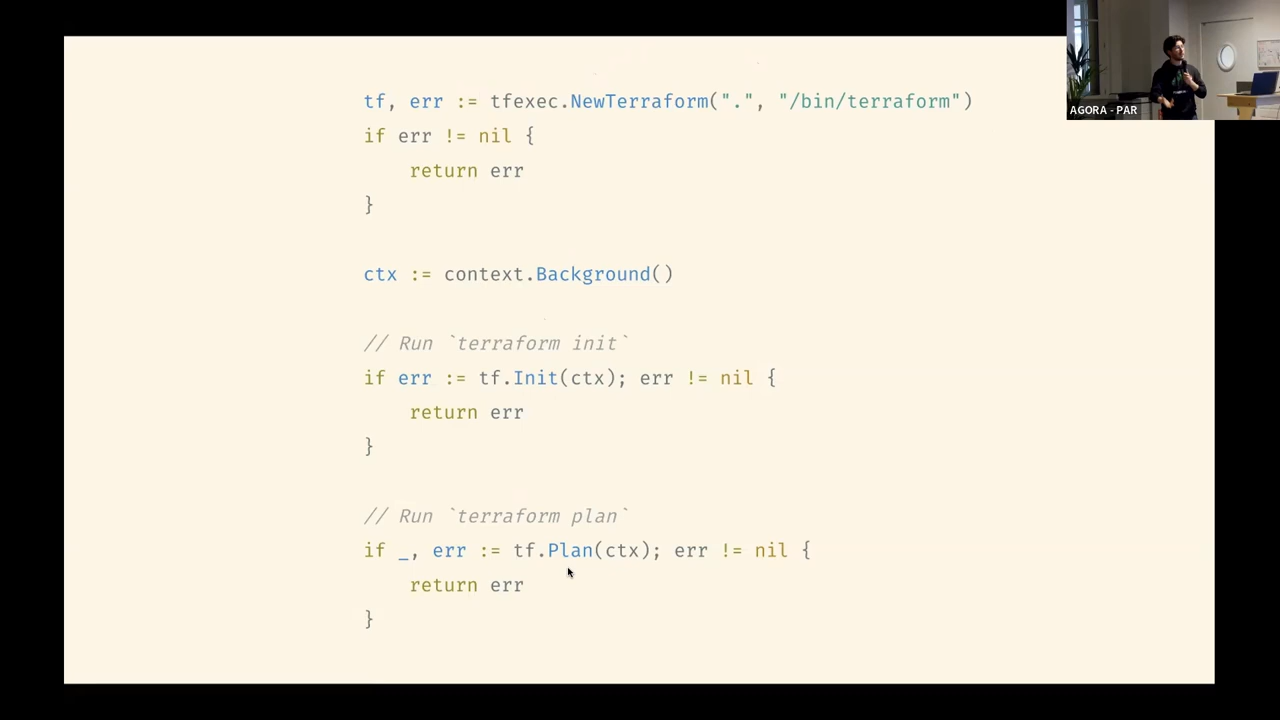 tf, err := tfexec.NewTerraform(".", "/bin/terraform")
if err != nil {
    return err
}
ctx := context.Background()
// Run `terraform init`
if err := tf.Init(ctx); err != nil {
    return err
}
// Run `terraform plan`
if _, err := tf.Plan(ctx); err != nil {
    return err
}
AGORA - PAR